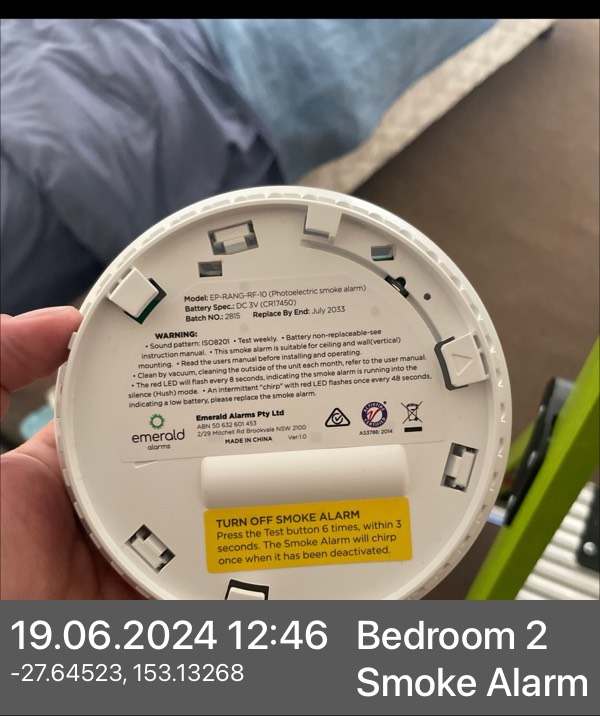 Model: EP-RANG-RF-10 (Photoelectric smoke alarm)
Battery Spec.: DC 3V (CR17450)
Batch NO.: 2815 Replace By End: July 2033
WARNING:
• Sound pattern: ISO8201 • Test weekly. • Battery non-replaceable-see
instruction manual. • This smoke alarm is suitable for ceiling and wall(vertical)
mounting. • Read the users manual before installing and operating.
• Clean by vacuum, cleaning the outside of the unit each month, refer to the user manual.
• The red LED will flash every 8 seconds, indicating the smoke alarm is running into the
silence (Hush) mode. • An intermittent "chirp" with red LED flashes once every 48 seconds,
indicating a low battery, please replace the smoke alarm.
emerald
alarms
Emerald Alarms Pty Ltd
ABN 50 632 601 453
2/29 Mitchell Rd Brookvale NSW 2100
MADE IN CHINA Ver:1.0
AS3786: 2014
TURN OFF SMOKE ALARM
Press the Test button 6 times, within 3
seconds. The Smoke Alarm will chirp
once when it has been deactivated.
19.06.2024 12:46
-27.64523, 153.13268
Bedroom 2
Smoke Alarm